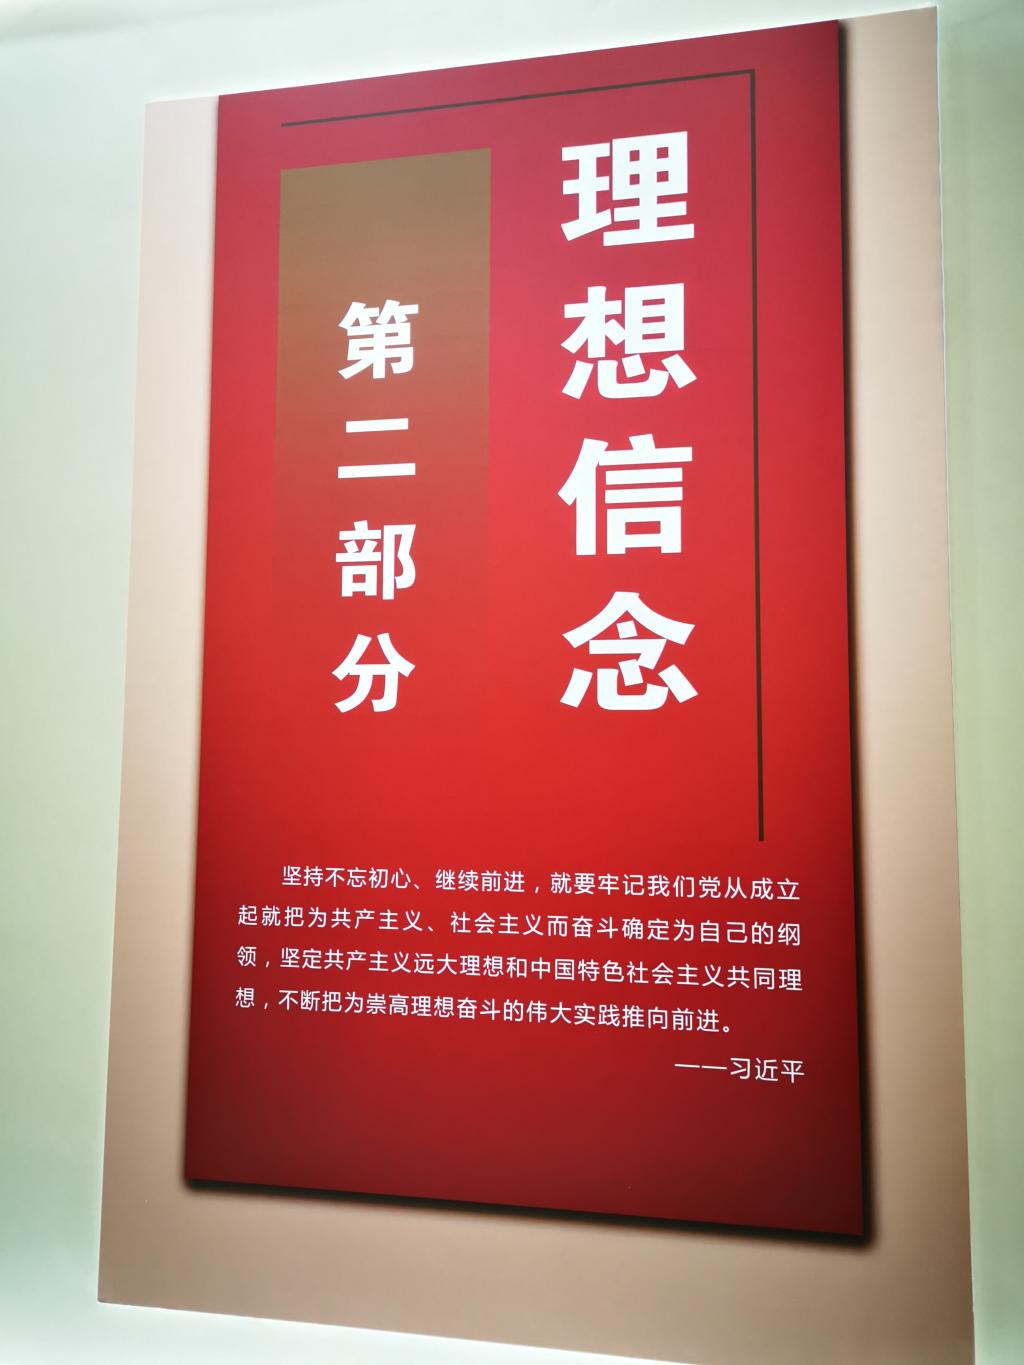 理想信念
第二部分
坚持不忘初心、继续前进，就要牢记我们党从成立
起就把为共产主义、社会主义而奋斗确定为自己的纲
领，坚定共产主义远大理想和中国特色社会主义共同理
想，不断把为崇高理想奋斗的伟大实践推向前进。
——习近平